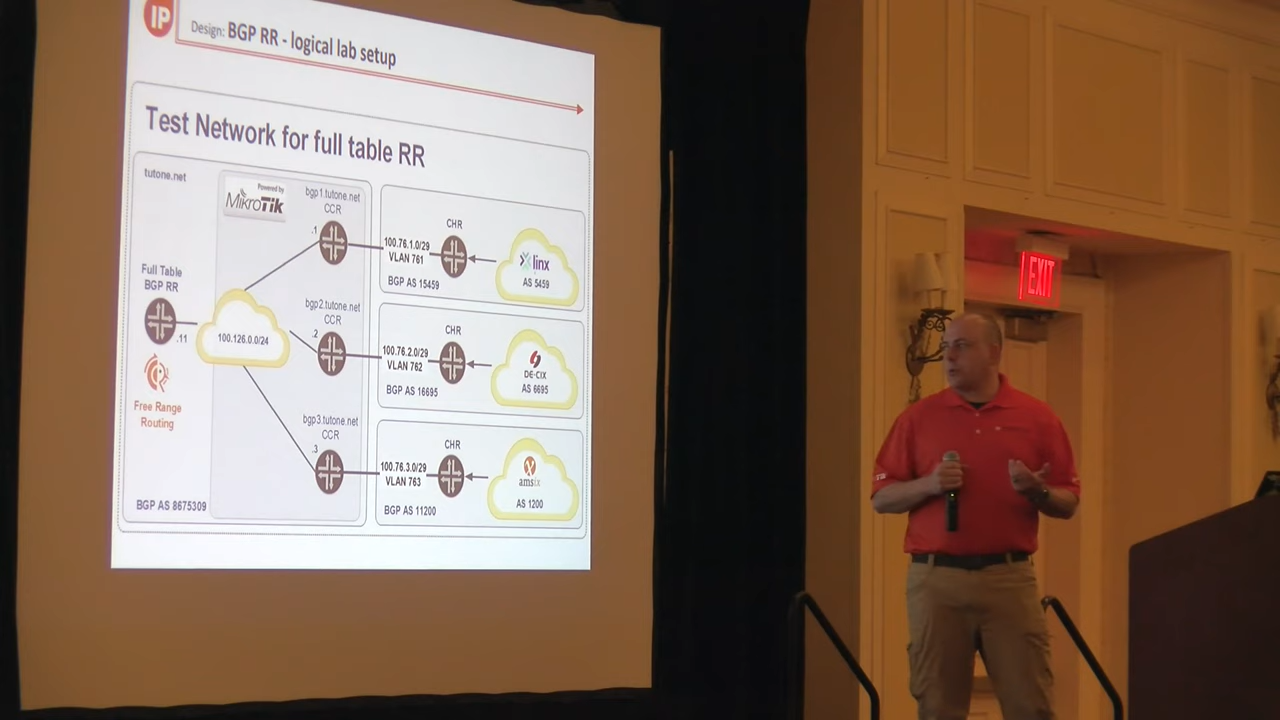 IP
Design: BGP RR - logical lab setup
Test Network for full table RR
tutone.net
Powered by
MikroTik
bgp1.tutone.net
CCR
.1
100.76.1.0/29
VLAN 761
BGP AS 15459
CHR
linx
AS 5459
Full Table
BGP RR
.11
100.126.0.0/24
Free Range
Routing
bgp2.tutone.net
CCR
.2
100.76.2.0/29
VLAN 762
BGP AS 16695
CHR
DE-CIX
AS 6695
bgp3.tutone.net
CCR
.3
100.76.3.0/29
VLAN 763
BGP AS 11200
CHR
amsix
AS 1200
BGP AS 8675309
EXIT